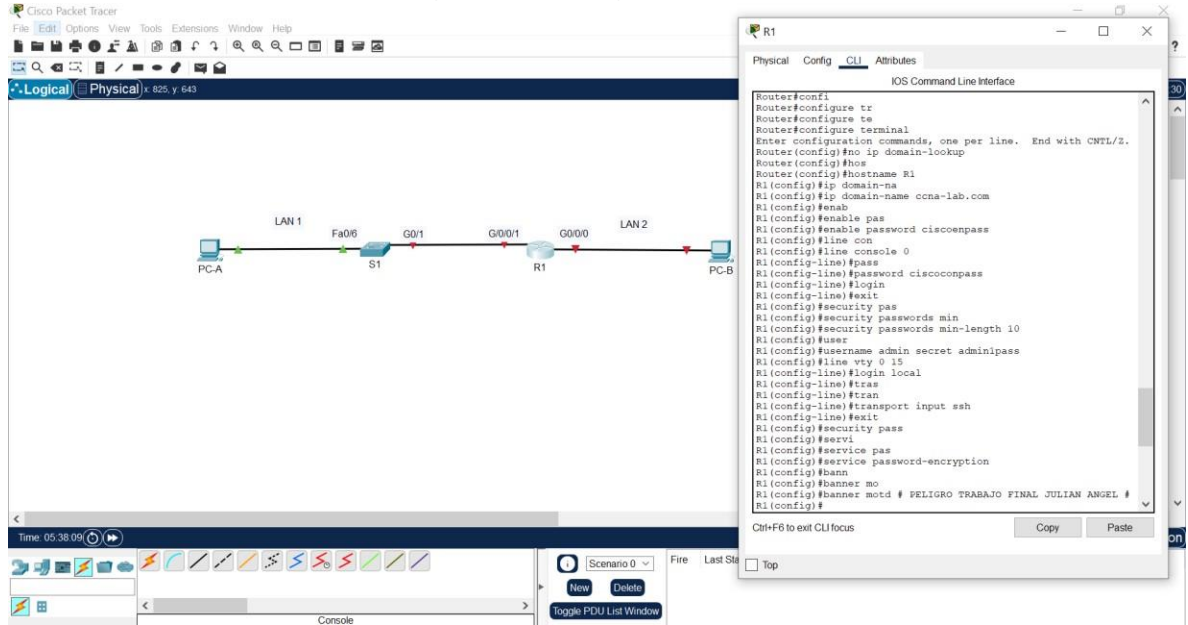 Cisco Packet Tracer
File Edit Options View Tools Extensions Window Help
Logical Physical x: 825, y: 643
LAN 1
Fa0/6
G0/1
G/0/0/1
G0/0/0
LAN 2
PC-A
S1
R1
PC-B
R1
Physical Config CLI Attributes
IOS Command Line Interface
Router#confi
Router#configure tr
Router#configure te
Router#configure terminal
Enter configuration commands, one per line. End with CNTL/Z.
Router(config)#no ip domain-lookup
Router(config)#hos
Router(config)#hostname R1
R1(config)#ip domain-na
R1(config)#ip domain-name ccna-lab.com
R1(config)#enab
R1(config)#enable pas
R1(config)#enable password ciscoenpass
R1(config)#line con
R1(config)#line console 0
R1(config-line)#pass
R1(config-line)#password ciscoconpass
R1(config-line)#login
R1(config-line)#exit
R1(config)#security pas
R1(config)#security passwords min
R1(config)#security passwords min-length 10
R1(config)#user
R1(config)#username admin secret admin1pass
R1(config)#line vty 0 15
R1(config-line)#login local
R1(config-line)#tras
R1(config-line)#tran
R1(config-line)#transport input ssh
R1(config-line)#exit
R1(config)#security pass
R1(config)#servi
R1(config)#service pas
R1(config)#service password-encryption
R1(config)#bann
R1(config)#banner mo
R1(config)#banner motd # PELIGRO TRABAJO FINAL JULIAN ANGEL #
R1(config)#
Ctrl+F6 to exit CLI focus
Copy Paste
Top
?
30
Time: 05:38:09
on
Scenario 0
Fire Last Sta
New Delete
Toggle PDU List Window
Console